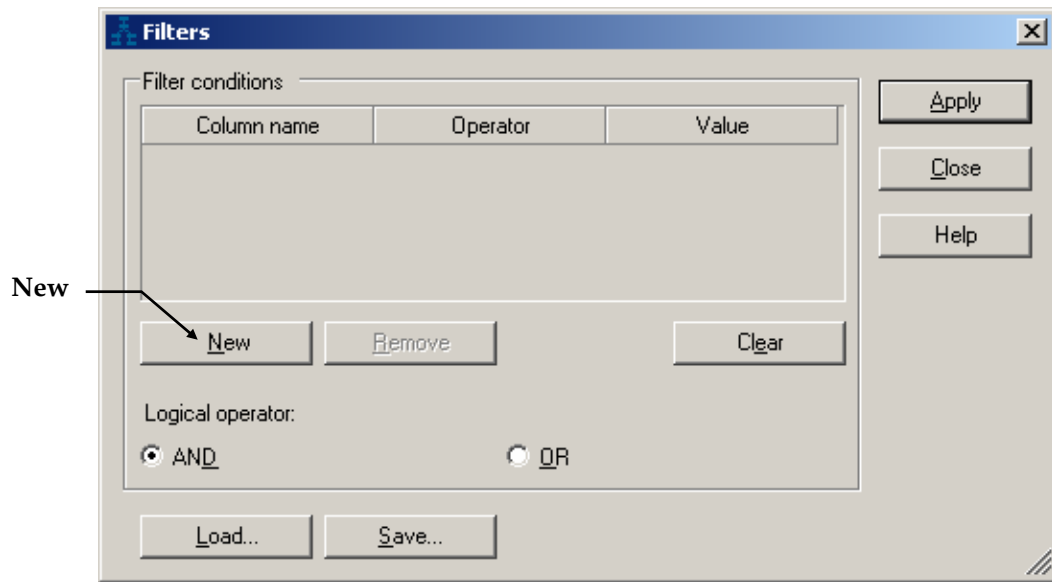 Filters
Filter conditions
Column name Operator Value
Apply
Close
Help
New
New Remove Clear
Logical operator:
AND OR
Load... Save...